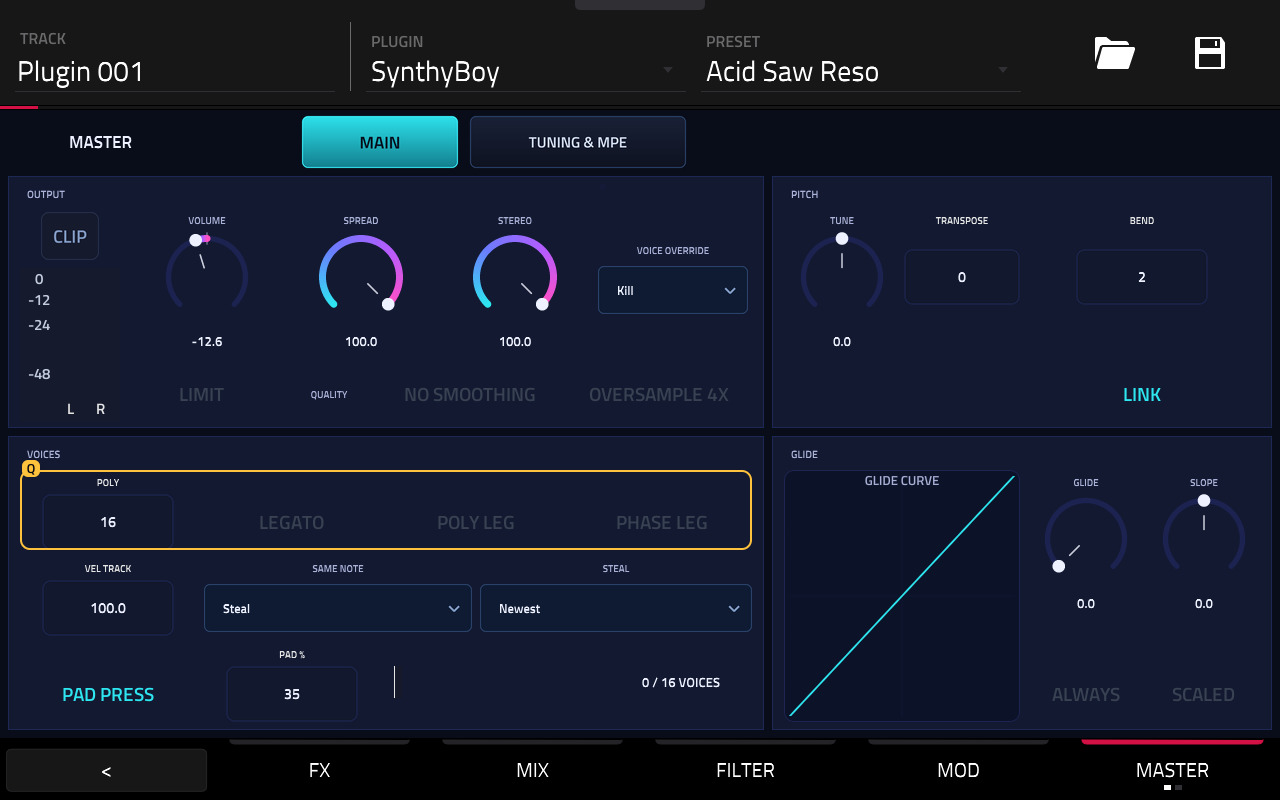 TRACK
Plugin 001
PLUGIN
SynthyBoy
PRESET
Acid Saw Reso
MASTER
MAIN
TUNING & MPE
OUTPUT
CLIP
0
-12
-24
-48
L R
VOLUME
-12.6
SPREAD
100.0
STEREO
100.0
VOICE OVERRIDE
Kill
LIMIT
QUALITY
NO SMOOTHING
OVERSAMPLE 4X
PITCH
TUNE
0.0
TRANSPOSE
0
BEND
2
LINK
VOICES
Q
POLY
16
LEGATO
POLY LEG
PHASE LEG
VEL TRACK
100.0
SAME NOTE
Steal
STEAL
Newest
PAD PRESS
PAD %
35
0 / 16 VOICES
GLIDE
GLIDE CURVE
GLIDE
0.0
SLOPE
0.0
ALWAYS
SCALED
<
FX
MIX
FILTER
MOD
MASTER